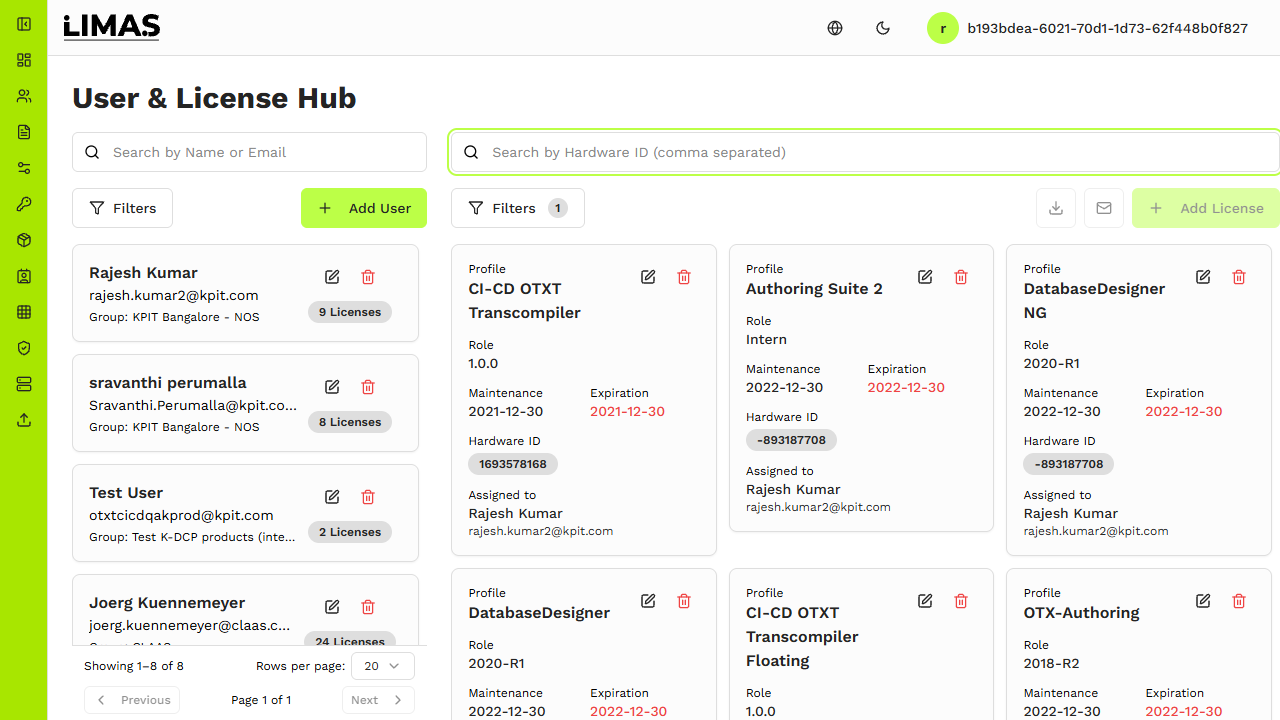 LIMAS
r
b193bdea-6021-70d1-1d73-62f448b0f827
User & License Hub
Search by Name or Email
Search by Hardware ID (comma separated)
Filters
Add User
Filters 1
Add License
Rajesh Kumar
rajesh.kumar2@kpit.com
Group: KPIT Bangalore - NOS
9 Licenses
sravanthi perumalla
Sravanthi.Perumalla@kpit.co...
Group: KPIT Bangalore - NOS
8 Licenses
Test User
otxtcicdqakprod@kpit.com
Group: Test K-DCP products (inte...
2 Licenses
Joerg Kuennemeyer
joerg.kuennemeyer@claas.c...
24 Licenses
Showing 1–8 of 8
Rows per page: 20
Previous
Page 1 of 1
Next
Profile
CI-CD OTXT
Transcompiler
Role
1.0.0
Maintenance
2021-12-30
Expiration
2021-12-30
Hardware ID
1693578168
Assigned to
Rajesh Kumar
rajesh.kumar2@kpit.com
Profile
Authoring Suite 2
Role
Intern
Maintenance
2022-12-30
Expiration
2022-12-30
Hardware ID
-893187708
Assigned to
Rajesh Kumar
rajesh.kumar2@kpit.com
Profile
DatabaseDesigner
NG
Role
2020-R1
Maintenance
2022-12-30
Expiration
2022-12-30
Hardware ID
-893187708
Assigned to
Rajesh Kumar
rajesh.kumar2@kpit.com
Profile
DatabaseDesigner
Role
2020-R1
Maintenance
2022-12-30
Expiration
2022-12-30
Profile
CI-CD OTXT
Transcompiler
Floating
Role
1.0.0
Profile
OTX-Authoring
Role
2018-R2
Maintenance
2022-12-30
Expiration
2022-12-30